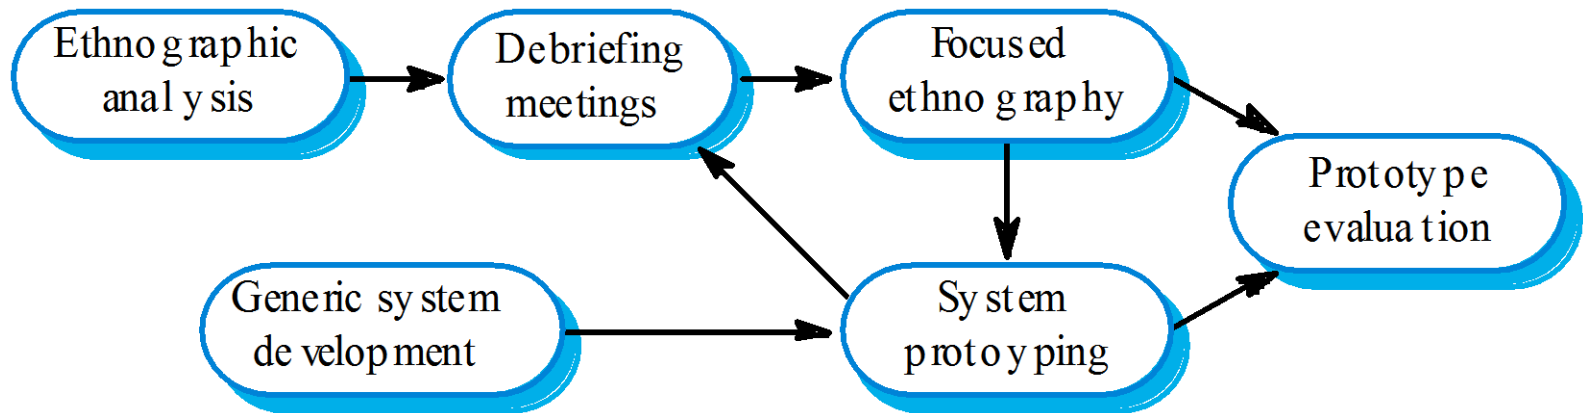 Ethnographic
analysis
Debriefing
meetings
Focused
ethnography
Prototype
evaluation
Generic system
development
System
protoyping